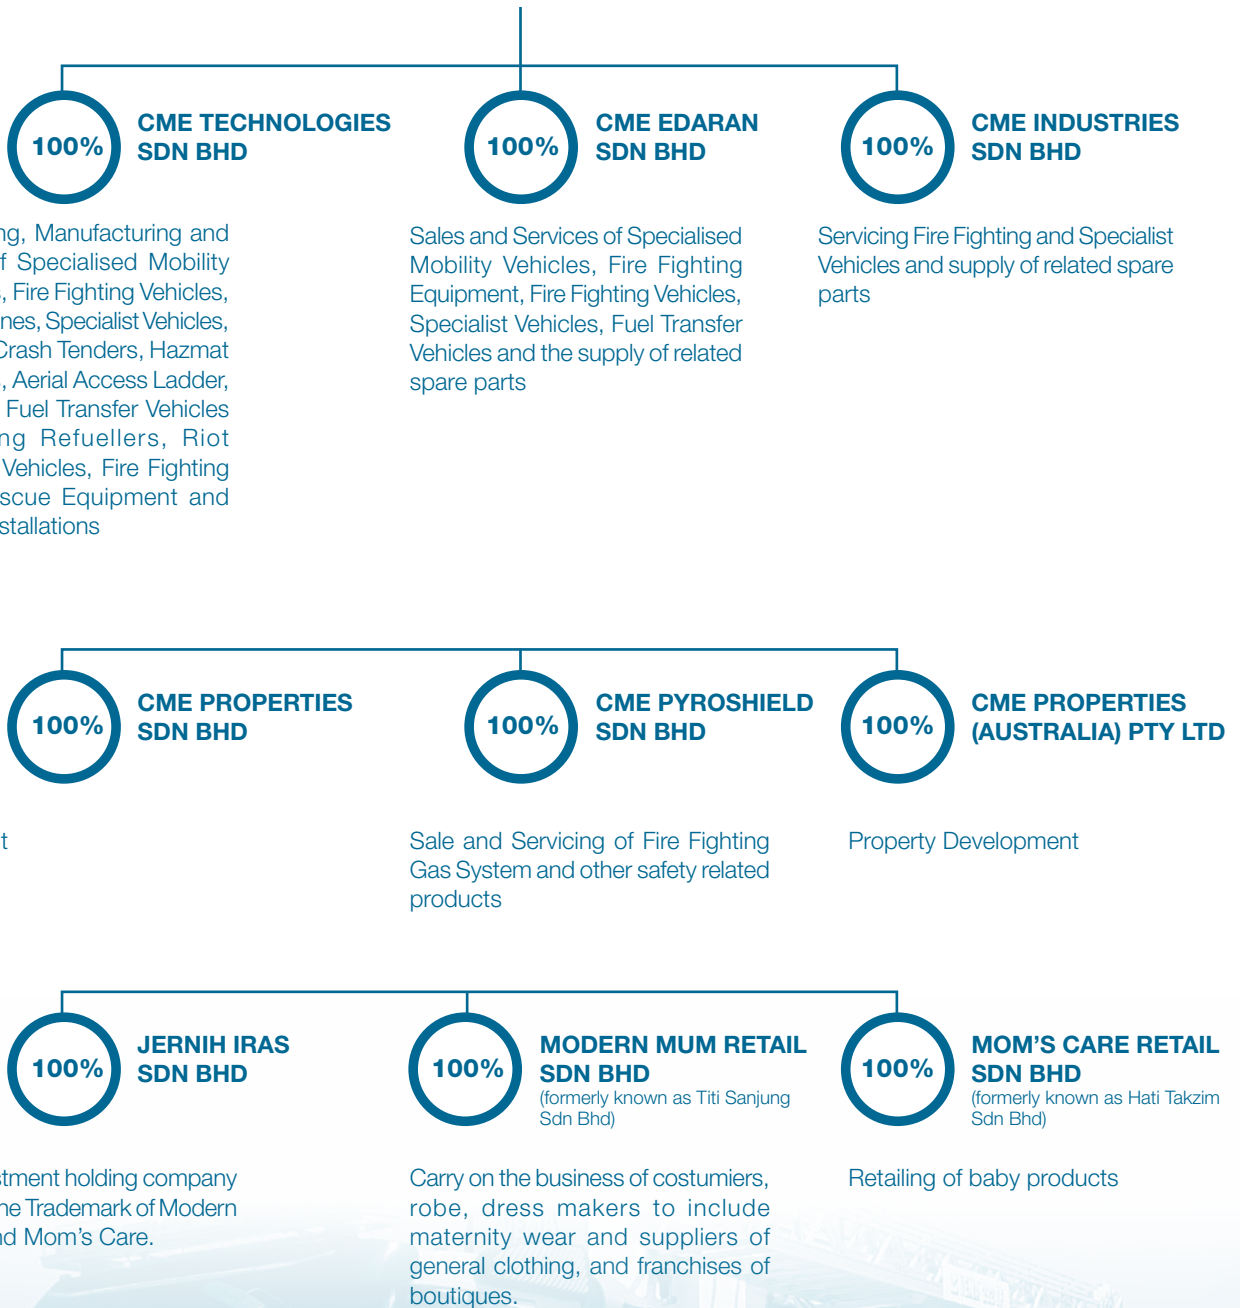 100%
CME TECHNOLOGIES
SDN BHD
Manufacturing and
Specialised Mobility
Fire Fighting Vehicles,
Specialist Vehicles,
Crash Tenders, Hazmat
Aerial Access Ladder,
Fuel Transfer Vehicles
Refuellers, Riot
Vehicles, Fire Fighting
Equipment and
100%
CME EDARAN
SDN BHD
Sales and Services of Specialised
Mobility Vehicles, Fire Fighting
Equipment, Fire Fighting Vehicles,
Specialist Vehicles, Fuel Transfer
Vehicles and the supply of related
spare parts
100%
CME INDUSTRIES
SDN BHD
Servicing Fire Fighting and Specialist
Vehicles and supply of related spare
parts
100%
CME PROPERTIES
SDN BHD
100%
CME PYROSHIELD
SDN BHD
Sale and Servicing of Fire Fighting
Gas System and other safety related
products
100%
CME PROPERTIES
(AUSTRALIA) PTY LTD
Property Development
100%
JERNIH IRAS
SDN BHD
holding company
Trademark of Modern
Mom's Care.
100%
MODERN MUM RETAIL
SDN BHD
(formerly known as Titi Sanjung
Sdn Bhd)
Carry on the business of costumiers,
robe, dress makers to include
maternity wear and suppliers of
general clothing, and franchises of
boutiques.
100%
MOM'S CARE RETAIL
SDN BHD
(formerly known as Hati Takzim
Sdn Bhd)
Retailing of baby products